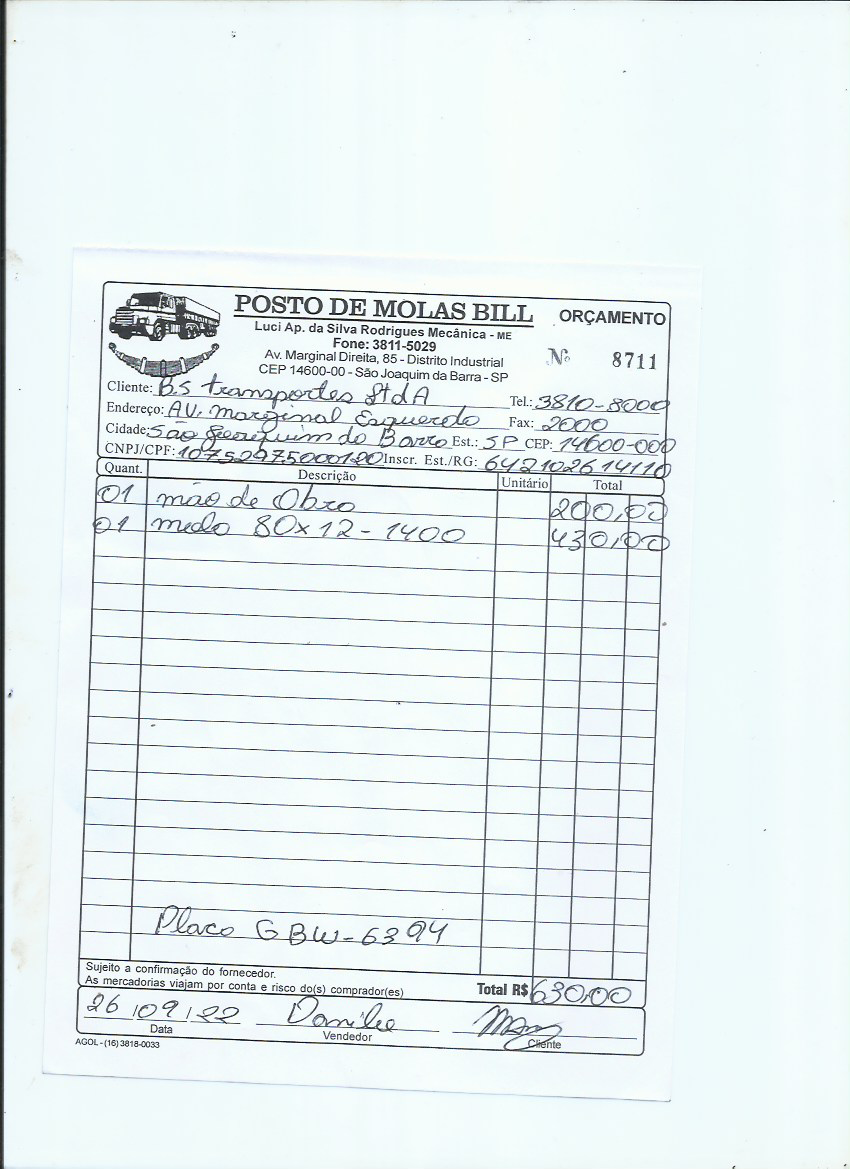 POSTO DE MOLAS BILL
ORÇAMENTO
Luci Ap. da Silva Rodrigues Mecânica - ME
Fone: 3811-5029
Av. Marginal Direita, 85 - Distrito Industrial
CEP 14600-00 - São Joaquim da Barra - SP
Nº 8711
Cliente: B.S transportes LtdA Tel.: 3810-8000
Endereço: AV. marginal Esquerda Fax: 2000
Cidade: São Joaquim da Barra Est.: SP CEP: 14600-000
CNPJ/CPF: 10752975000120 Inscr. Est./RG: 642102614110
Quant. Descrição Unitário Total
01 mão de Obra 200,00
01 mola 80x12-1400 430,00
Placa GBW-6394
Sujeito a confirmação do fornecedor.
As mercadorias viajam por conta e risco do(s) comprador(es)
Total R$ 630,00
26/09/22 Danilo
Data Vendedor Cliente
AGOL - (16) 3818-0033